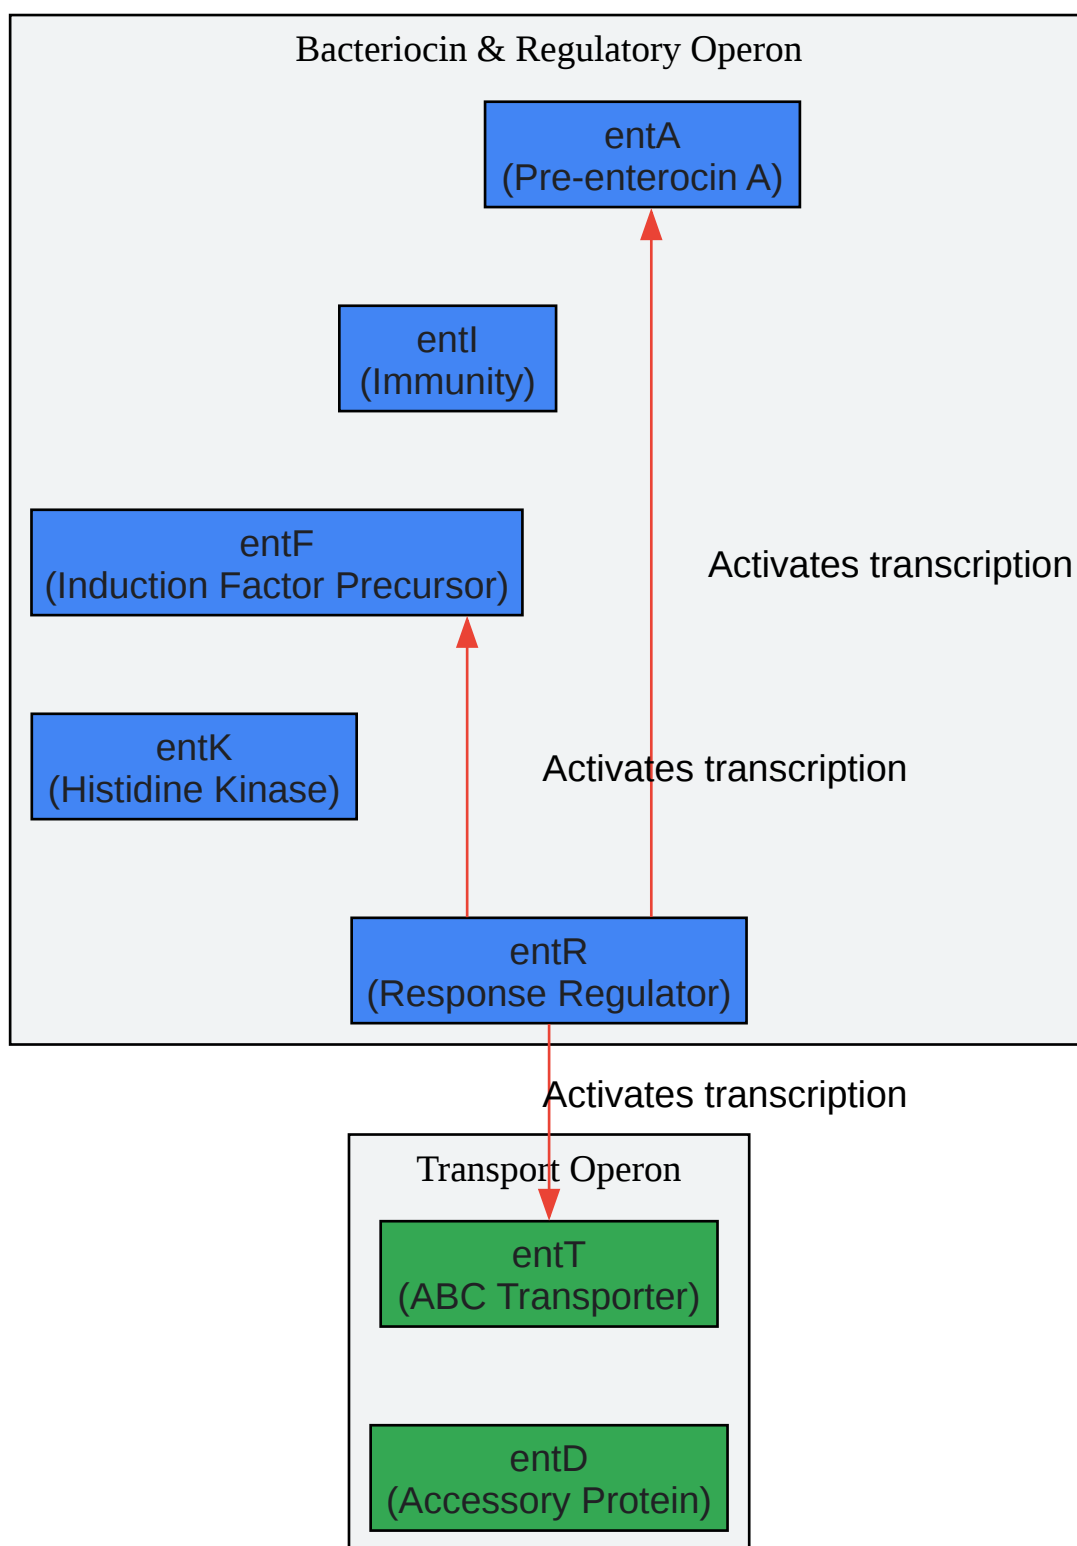 Bacteriocin & Regulatory Operon
entA
(Pre-enterocin A)
entI
(Immunity)
entF
(Induction Factor Precursor)
Activates transcription
entK
(Histidine Kinase)
Activates transcription
entR
(Response Regulator)
Activates transcription
Transport Operon
entT
(ABC Transporter)
entD
(Accessory Protein)